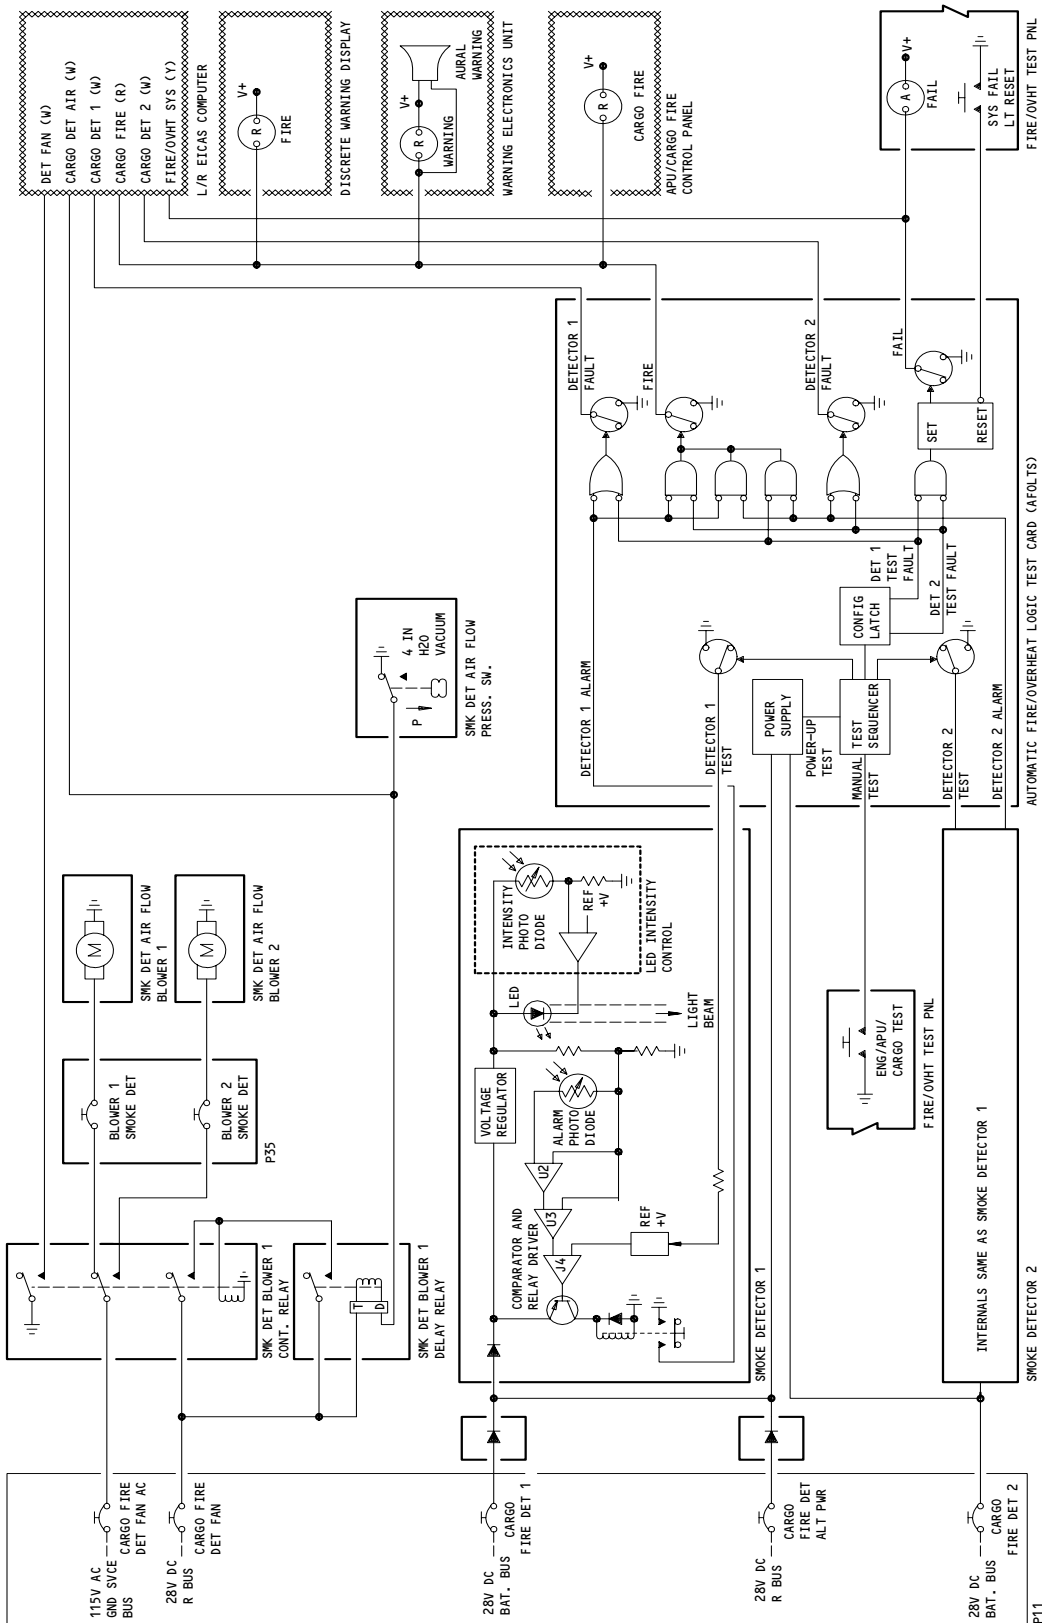 DET FAN (W)
CARGO DET AIR (W)
CARGO DET 1 (W)
CARGO FIRE (R)
CARGO DET 2 (W)
FIRE/OVHT SYS (Y)
L/R EICAS COMPUTER
V+
R
FIRE
DISCRETE WARNING DISPLAY
V+
R
WARNING
AURAL
WARNING
WARNING ELECTRONICS UNIT
V+
R
CARGO FIRE
APU/CARGO FIRE
CONTROL PANEL
V+
A
FAIL
SYS FAIL
LT RESET
FIRE/OVHT TEST PNL
DETECTOR 1
FAULT
FIRE
DETECTOR 2
FAULT
FAIL
SET
RESET
DET 1
TEST
FAULT
DET 2
TEST FAULT
CONFIG
LATCH
DETECTOR 1 ALARM
DETECTOR 1
TEST
POWER
SUPPLY
POWER-UP
TEST
TEST
SEQUENCER
MANUAL
TEST
DETECTOR 2
TEST
DETECTOR 2 ALARM
AUTOMATIC FIRE/OVERHEAT LOGIC TEST CARD (AFOLTS)
P
4 IN
H2O
VACUUM
SMK DET AIR FLOW
PRESS. SW.
M
SMK DET AIR FLOW
BLOWER 1
M
SMK DET AIR FLOW
BLOWER 2
BLOWER 1
SMOKE DET
BLOWER 2
SMOKE DET
P35
INTENSITY
PHOTO
DIODE
REF
+V
LED INTENSITY
CONTROL
LED
LIGHT
BEAM
VOLTAGE
REGULATOR
ALARM
PHOTO
DIODE
U2
U3
J4
COMPARATOR AND
RELAY DRIVER
REF
+V
SMOKE DETECTOR 1
ENG/APU/
CARGO TEST
FIRE/OVHT TEST PNL
INTERNALS SAME AS SMOKE DETECTOR 1
SMOKE DETECTOR 2
SMK DET BLOWER 1
CONT. RELAY
T
D
SMK DET BLOWER 1
DELAY RELAY
115V AC
GND SVCE
BUS
CARGO FIRE
DET FAN AC
28V DC
R BUS
CARGO FIRE
DET FAN
28V DC
BAT. BUS
CARGO
FIRE DET 1
28V DC
R BUS
CARGO
FIRE DET
ALT PWR
28V DC
BAT. BUS
CARGO
FIRE DET 2
P11